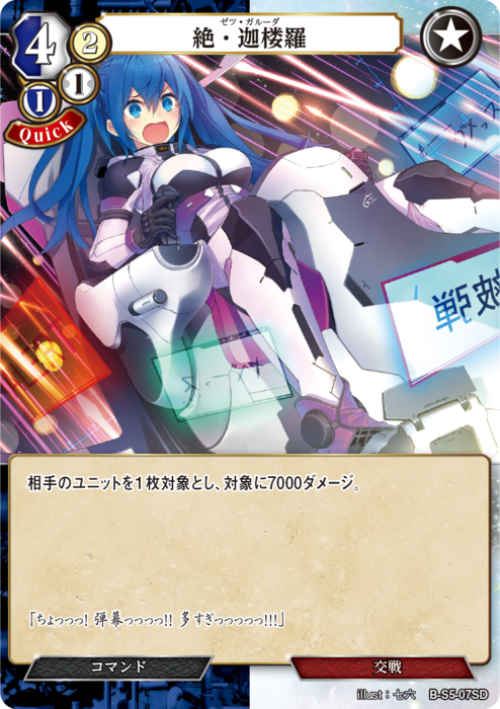 ゼツ・ガルーダ
絶・迦楼羅
4
2
1
1
Quick
対戦
相手のユニットを1枚対象とし、対象に7000ダメージ。
「ちょっっっ! 弾幕っっっっ!! 多すぎっっっっっ!!!」
コマンド
交戦
illust:七六 B-S5-07SD